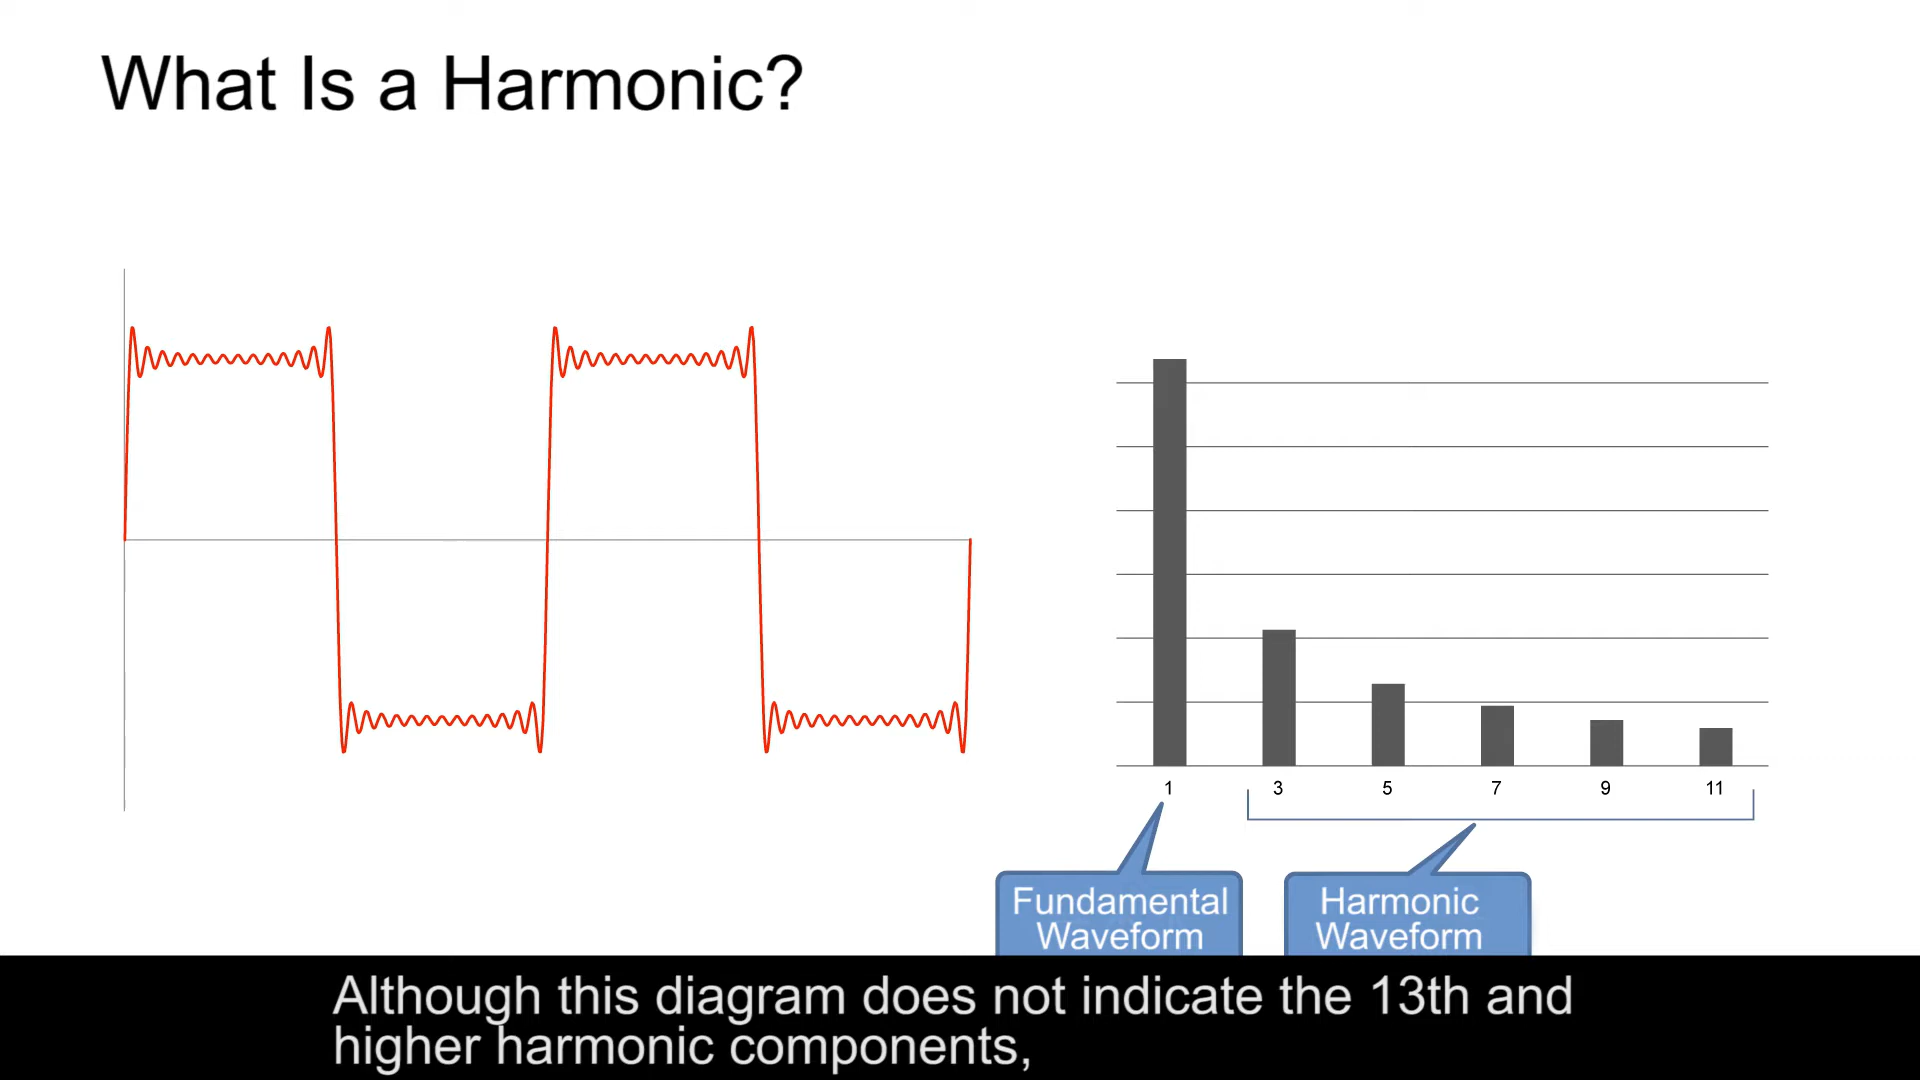 What Is a Harmonic?
1
3
5
7
9
11
Fundamental
Waveform
Harmonic
Waveform
Although this diagram does not indicate the 13th and
higher harmonic components,